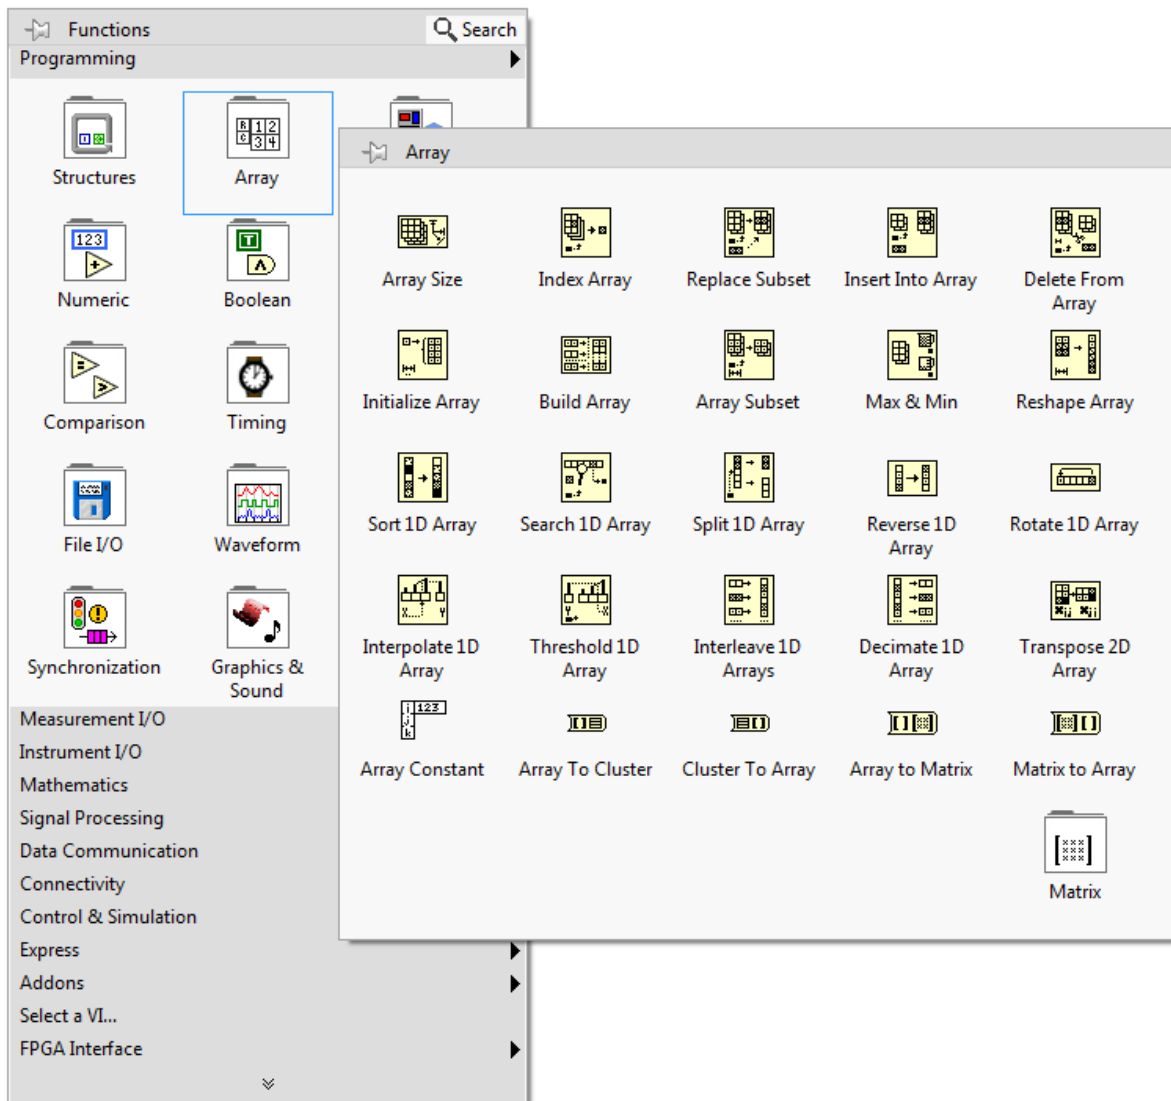 Functions
Search
Programming
Structures
Array
Numeric
Boolean
Comparison
Timing
File I/O
Waveform
Synchronization
Graphics &
Sound
Measurement I/O
Instrument I/O
Mathematics
Signal Processing
Data Communication
Connectivity
Control & Simulation
Express
Addons
Select a VI...
FPGA Interface
Array
Array Size
Index Array
Replace Subset
Insert Into Array
Delete From
Array
Initialize Array
Build Array
Array Subset
Max & Min
Reshape Array
Sort 1D Array
Search 1D Array
Split 1D Array
Reverse 1D
Array
Rotate 1D Array
Interpolate 1D
Array
Threshold 1D
Array
Interleave 1D
Arrays
Decimate 1D
Array
Transpose 2D
Array
Array Constant
Array To Cluster
Cluster To Array
Array to Matrix
Matrix to Array
Matrix